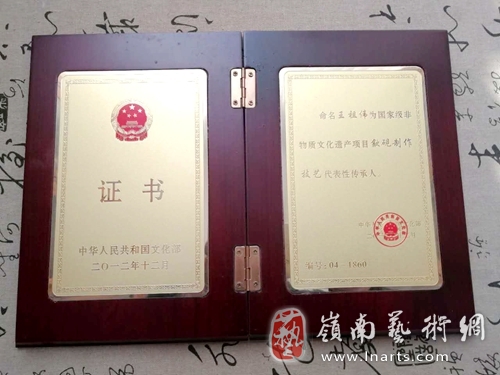 证书
中华人民共和国文化部
二〇一二年十二月
命名王祖伟为国家级非
物质文化遗产项目歙砚制作
技艺代表性传承人
编号：04－1860
嶺南藝術網
www.lnarts.com